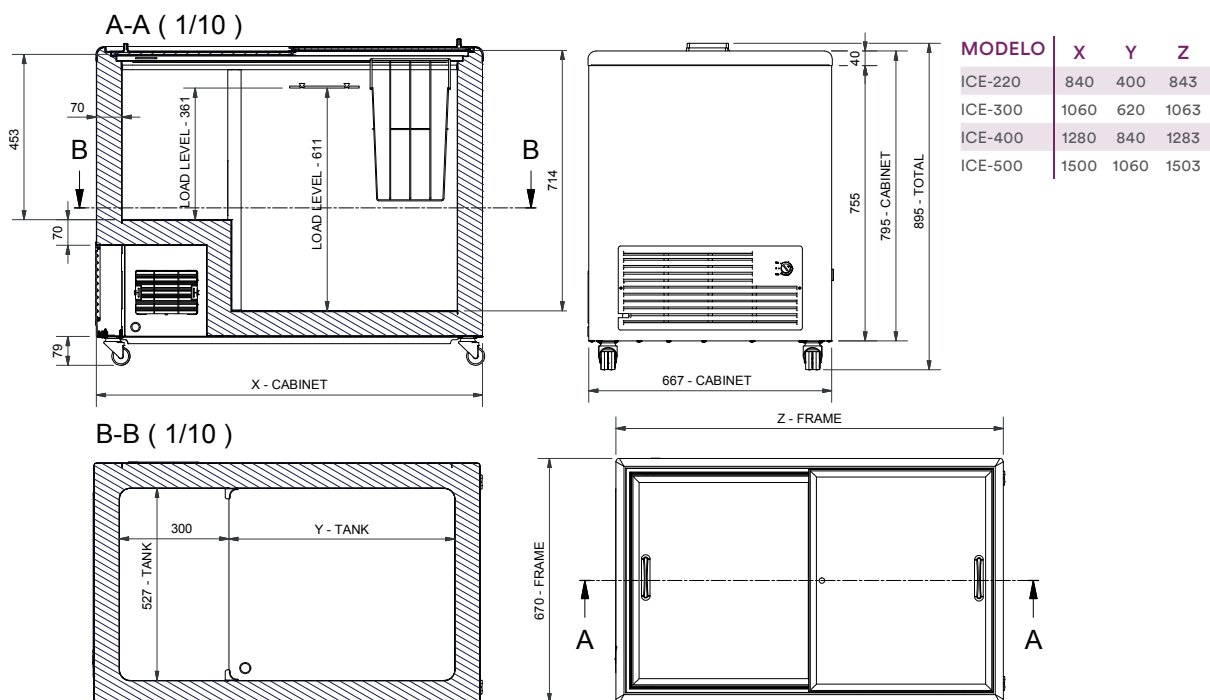 A-A ( 1/10 )
453
70
70
79
B
B
LOAD LEVEL - 361
LOAD LEVEL - 611
714
X - CABINET
40
755
795 - CABINET
895 - TOTAL
667 - CABINET
MODELO X Y Z
ICE-220 840 400 843
ICE-300 1060 620 1063
ICE-400 1280 840 1283
ICE-500 1500 1060 1503
B-B ( 1/10 )
300
Y - TANK
527 - TANK
Z - FRAME
670 - FRAME
A
A